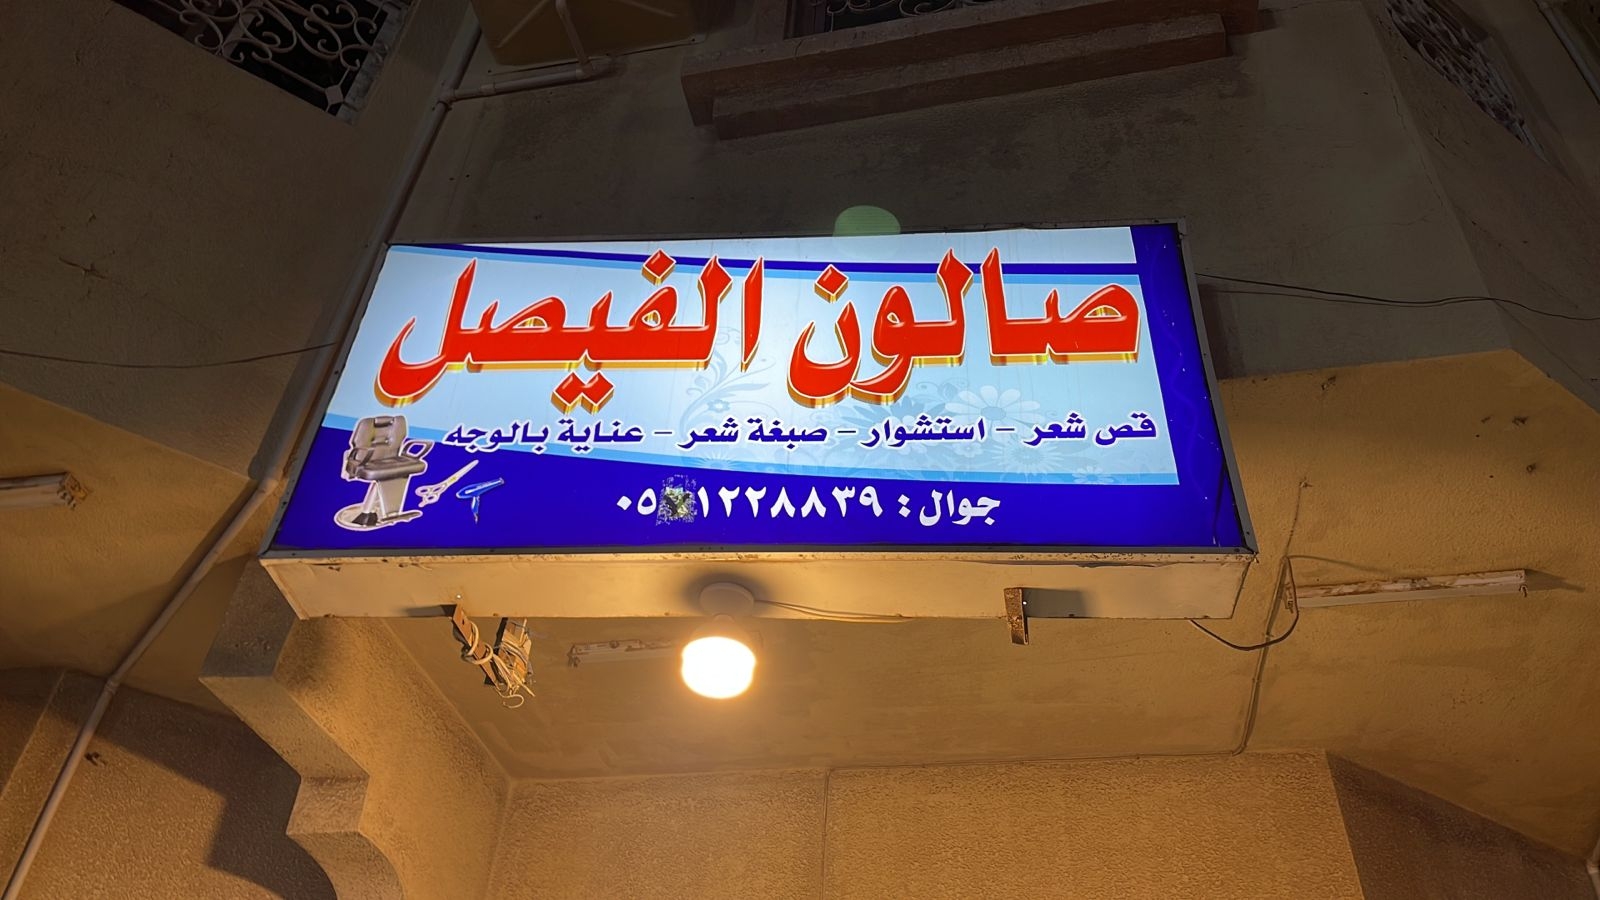 صالون الفيصل
قص شعر - استشوار - صبغة شعر - عناية بالوجه
جوال :